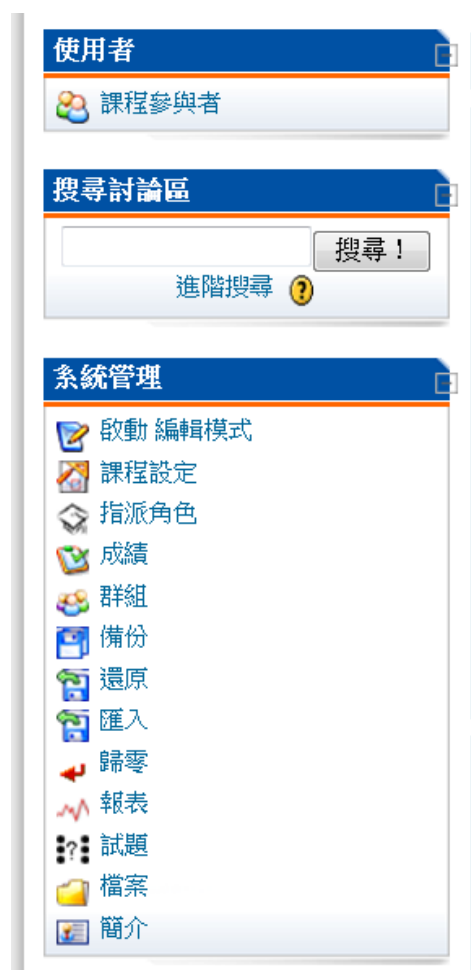 使用者
課程參與者
搜尋討論區
搜尋！
進階搜尋 ?
系統管理
啟動 編輯模式
課程設定
指派角色
成績
群組
備份
還原
匯入
歸零
報表
試題
檔案
簡介